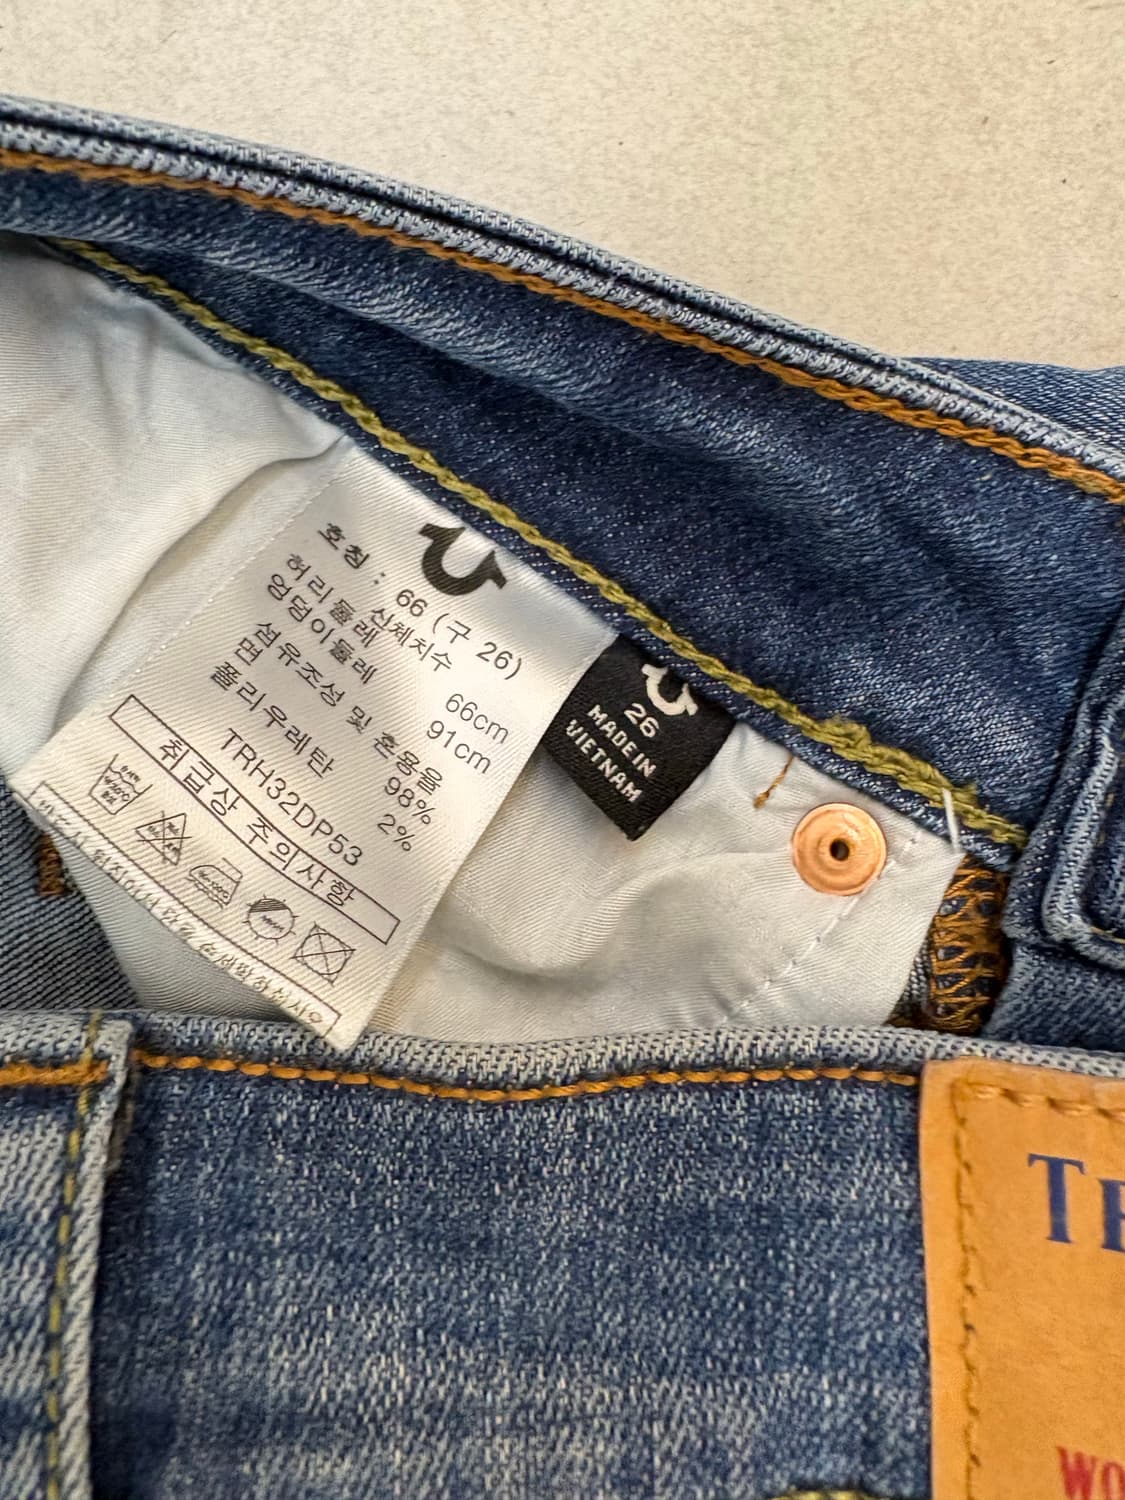 호칭 : 66 (구 26)
신체치수
허리둘레 66cm
엉덩이둘레 91cm
섬유조성 및 혼용율
면 98%
폴리우레탄 2%
TRH32DP53
취급상 주의사항
26
MADE IN
VIETNAM
T
WO